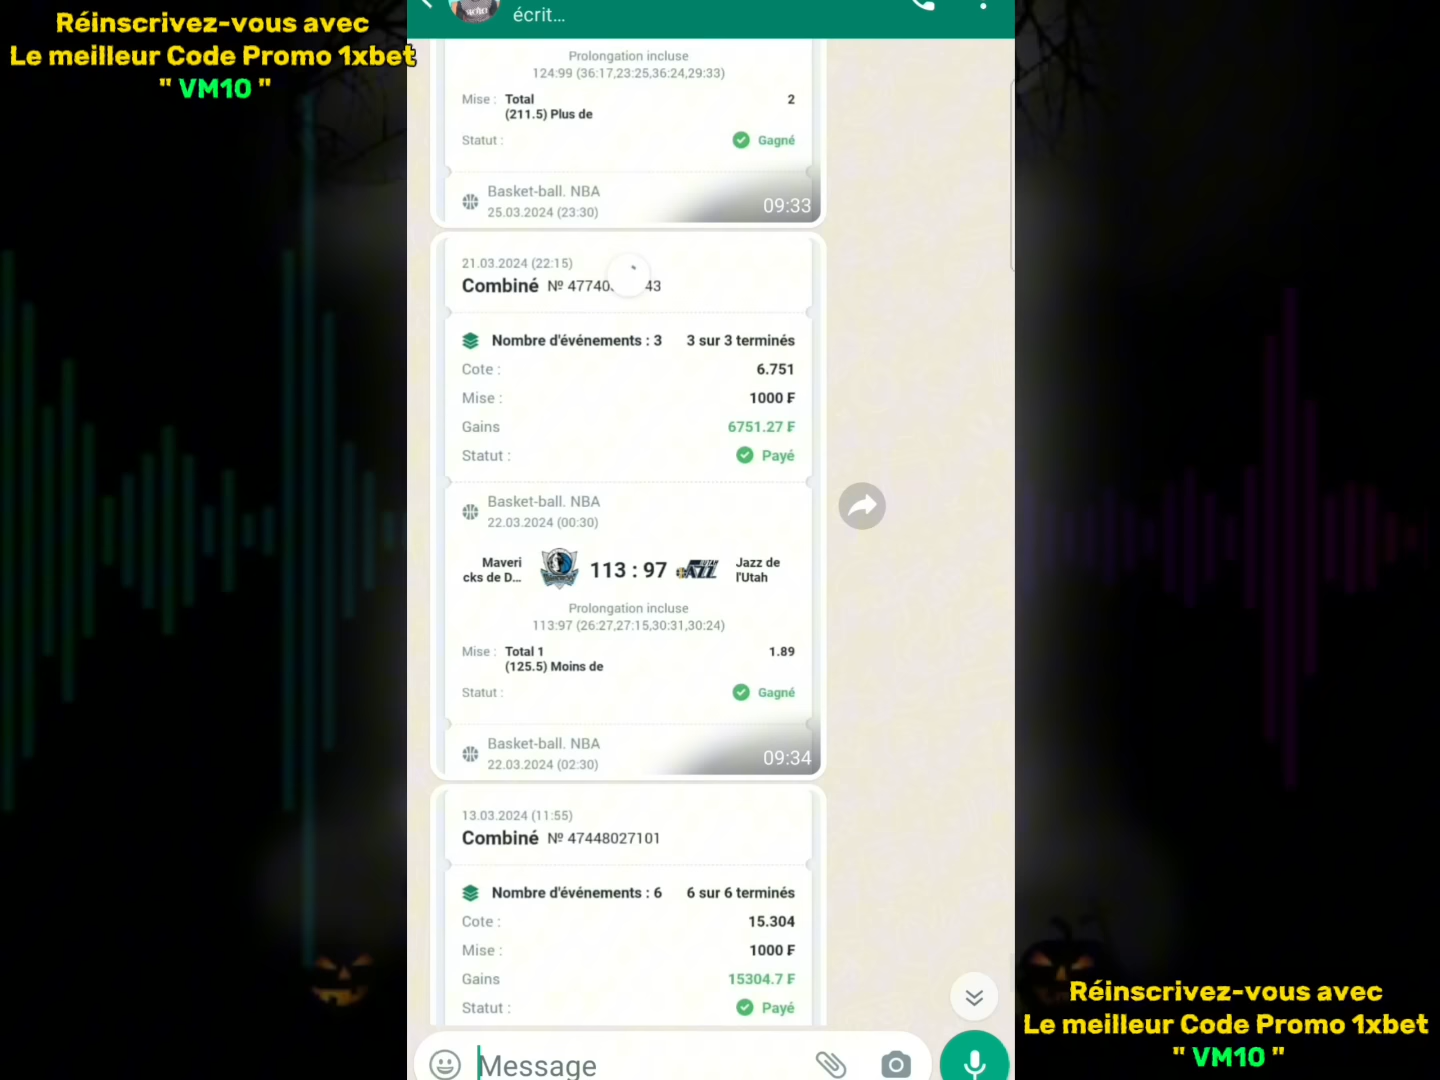 Réinscrivez-vous avec
Le meilleur Code Promo 1xbet
" VM10 "
écrit...
Prolongation incluse
124:99 (36:17,23:25,36:24,29:33)
Mise : Total 2
(211.5) Plus de
Statut : Gagné
Basket-ball. NBA
25.03.2024 (23:30)
09:33
21.03.2024 (22:15)
Combiné № 47740 43
Nombre d'événements : 3 3 sur 3 terminés
Cote : 6.751
Mise : 1000 F
Gains 6751.27 F
Statut : Payé
Basket-ball. NBA
22.03.2024 (00:30)
Maveri
cks de D... 113 : 97 JAZZ Jazz de
l'Utah
Prolongation incluse
113:97 (26:27,27:15,30:31,30:24)
Mise : Total 1 1.89
(125.5) Moins de
Statut : Gagné
Basket-ball. NBA
22.03.2024 (02:30)
09:34
13.03.2024 (11:55)
Combiné № 47448027101
Nombre d'événements : 6 6 sur 6 terminés
Cote : 15.304
Mise : 1000 F
Gains 15304.7 F
Statut : Payé
Message
Réinscrivez-vous avec
Le meilleur Code Promo 1xbet
" VM10 "